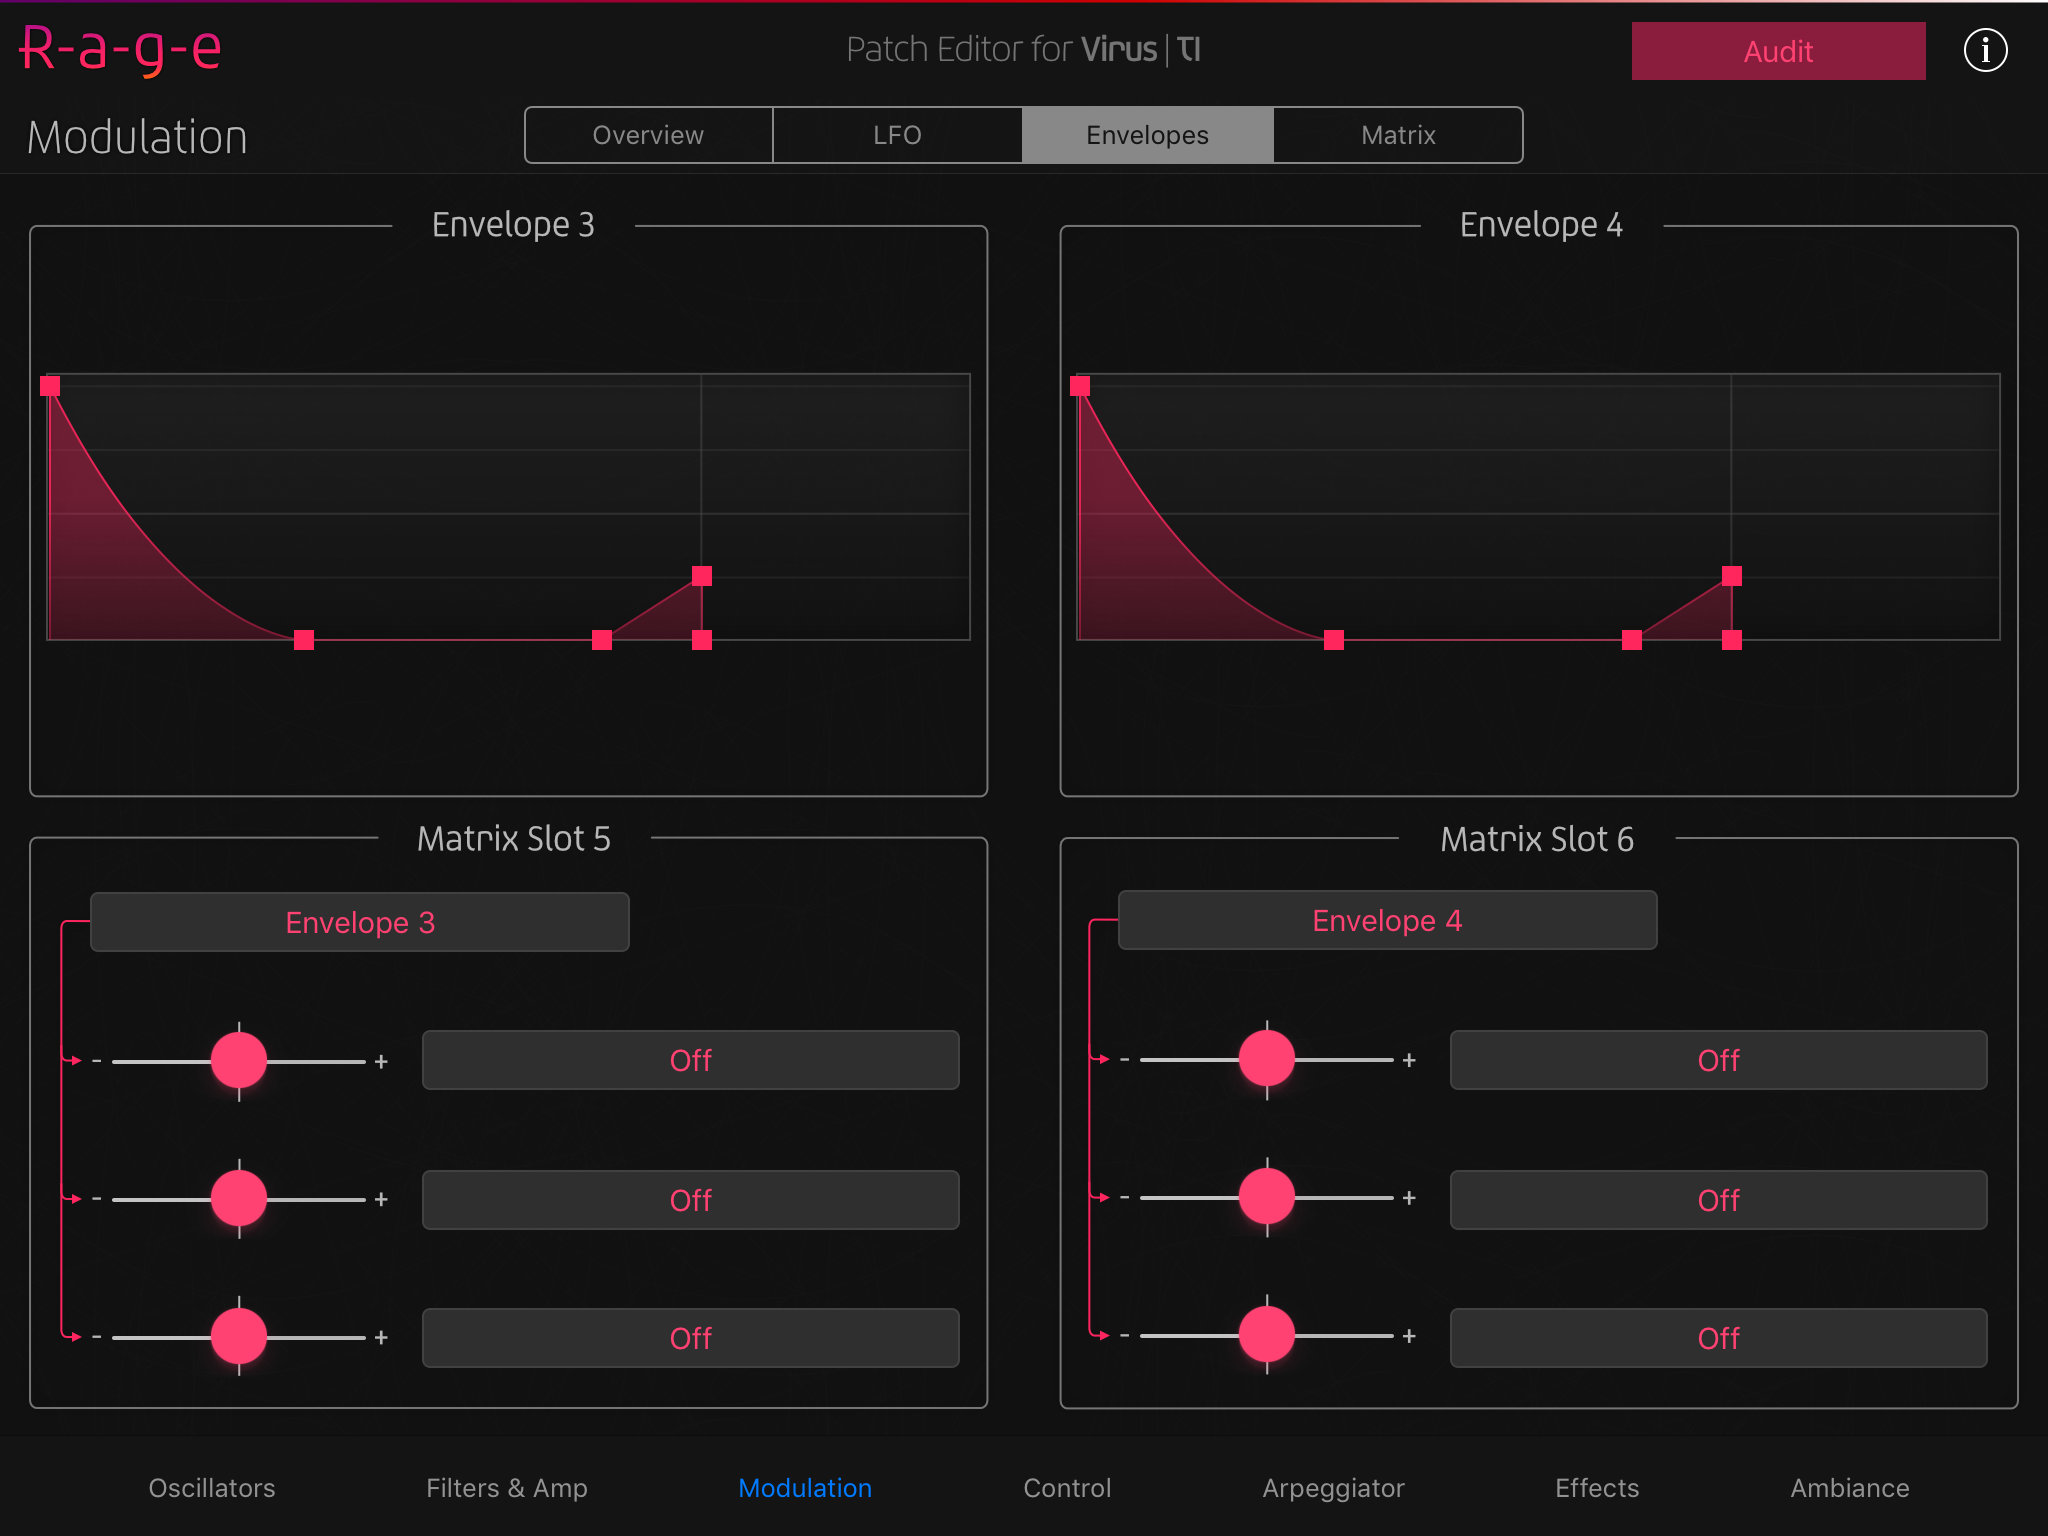 R-a-g-e
Patch Editor for Virus|TI
Audit
i
Modulation
Overview
LFO
Envelopes
Matrix
Envelope 3
Envelope 4
Matrix Slot 5
Matrix Slot 6
Envelope 3
Envelope 4
- + Off
- + Off
- + Off
- + Off
- + Off
- + Off
Oscillators
Filters & Amp
Modulation
Control
Arpeggiator
Effects
Ambiance